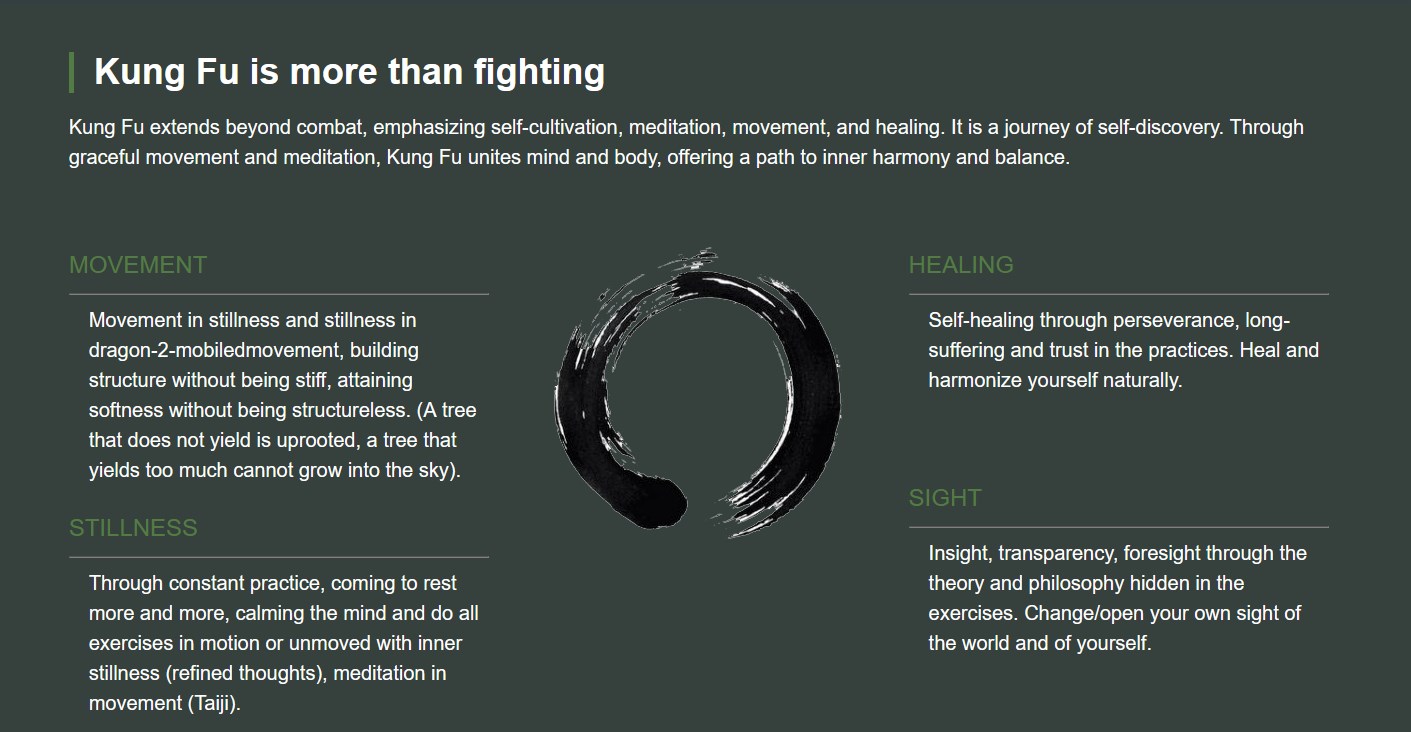 Kung Fu is more than fighting
Kung Fu extends beyond combat, emphasizing self-cultivation, meditation, movement, and healing. It is a journey of self-discovery. Through
graceful movement and meditation, Kung Fu unites mind and body, offering a path to inner harmony and balance.
MOVEMENT
Movement in stillness and stillness in
dragon-2-mobiledmovement, building
structure without being stiff, attaining
softness without being structureless. (A tree
that does not yield is uprooted, a tree that
yields too much cannot grow into the sky).
STILLNESS
Through constant practice, coming to rest
more and more, calming the mind and do all
exercises in motion or unmoved with inner
stillness (refined thoughts), meditation in
movement (Taiji).
HEALING
Self-healing through perseverance, long-
suffering and trust in the practices. Heal and
harmonize yourself naturally.
SIGHT
Insight, transparency, foresight through the
theory and philosophy hidden in the
exercises. Change/open your own sight of
the world and of yourself.